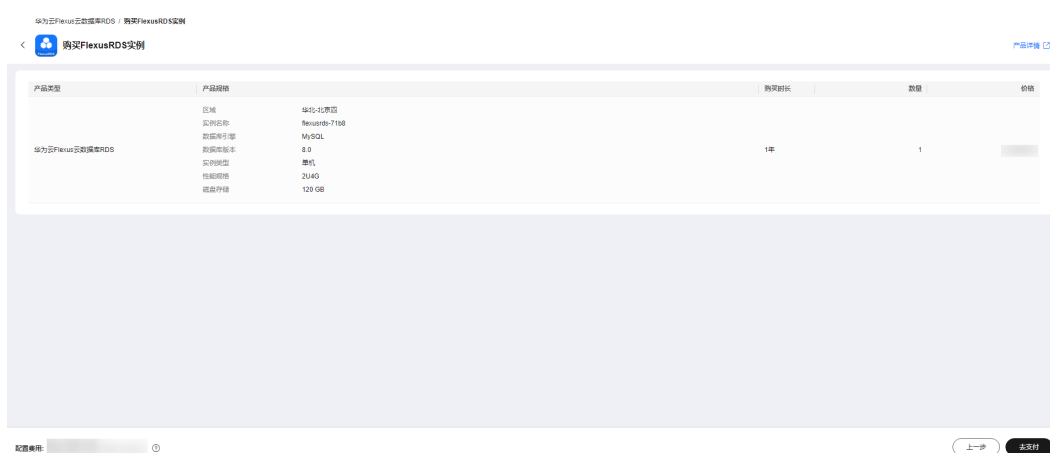 华为云Flexus云数据库RDS / 购买FlexusRDS实例
购买FlexusRDS实例
产品详情
产品类型 产品规格 购买时长 数量 价格
区域 华北-北京四
实例名称 flexusrds-71b8
数据库引擎 MySQL
华为云Flexus云数据库RDS 数据库版本 8.0 1年 1
实例类型 单机
性能规格 2U4G
磁盘存储 120 GB
配置费用:
上一步 去支付